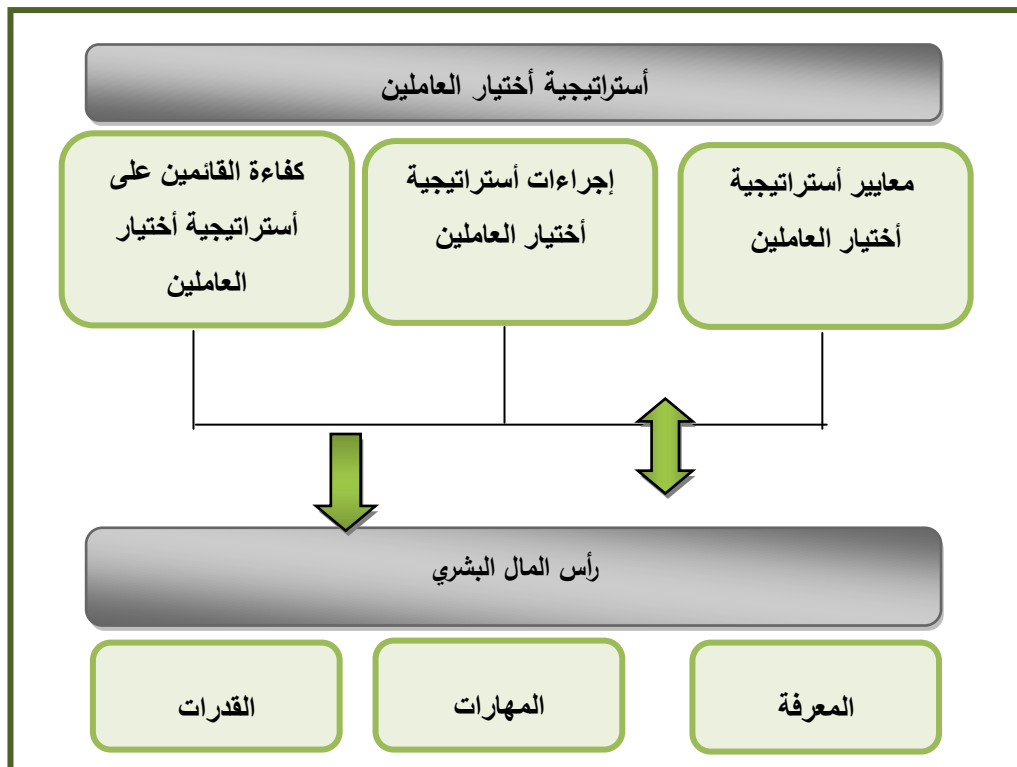 أستراتيجية أختيار العاملين
معايير أستراتيجية
أختيار العاملين
إجراءات أستراتيجية
أختيار العاملين
كفاءة القائمين على
أستراتيجية أختيار
العاملين
رأس المال البشري
المعرفة
المهارات
القدرات